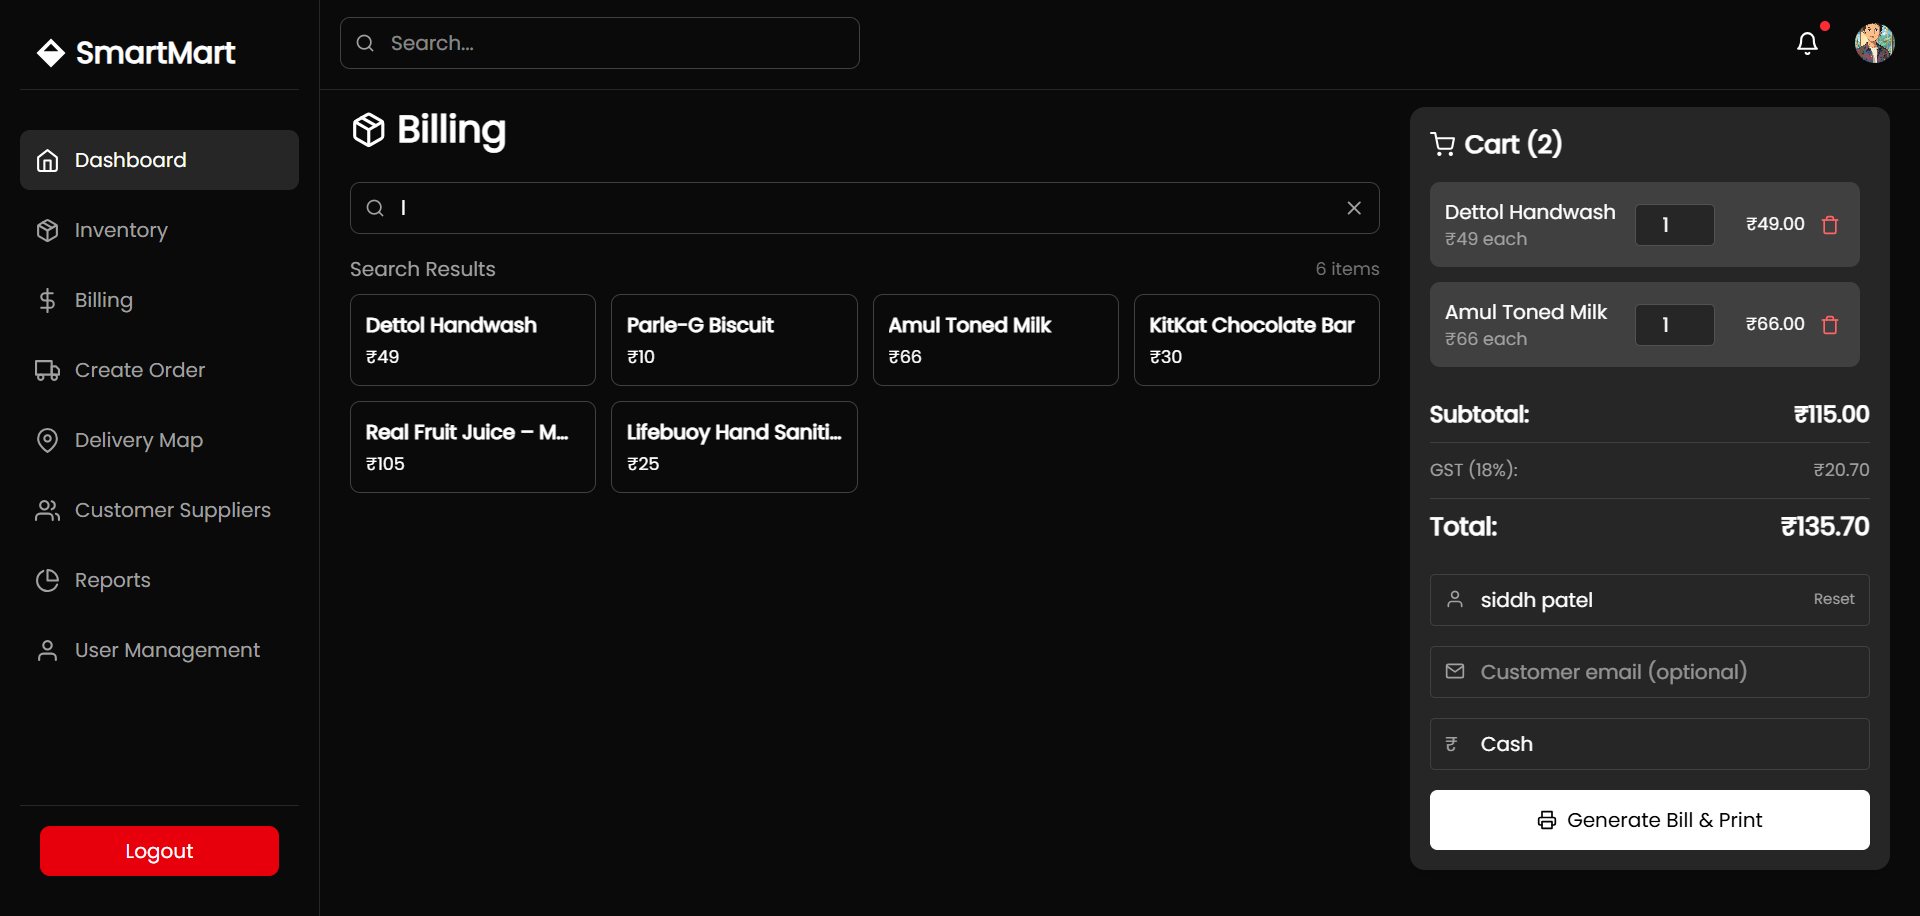 SmartMart
Search...
Dashboard
Inventory
Billing
Create Order
Delivery Map
Customer Suppliers
Reports
User Management
Logout
Billing
l
Search Results
6 items
Dettol Handwash
₹49
Parle-G Biscuit
₹10
Amul Toned Milk
₹66
KitKat Chocolate Bar
₹30
Real Fruit Juice – M...
₹105
Lifebuoy Hand Saniti...
₹25
Cart (2)
Dettol Handwash
₹49 each
1
₹49.00
Amul Toned Milk
₹66 each
1
₹66.00
Subtotal: ₹115.00
GST (18%): ₹20.70
Total: ₹135.70
siddh patel
Reset
Customer email (optional)
₹ Cash
Generate Bill & Print